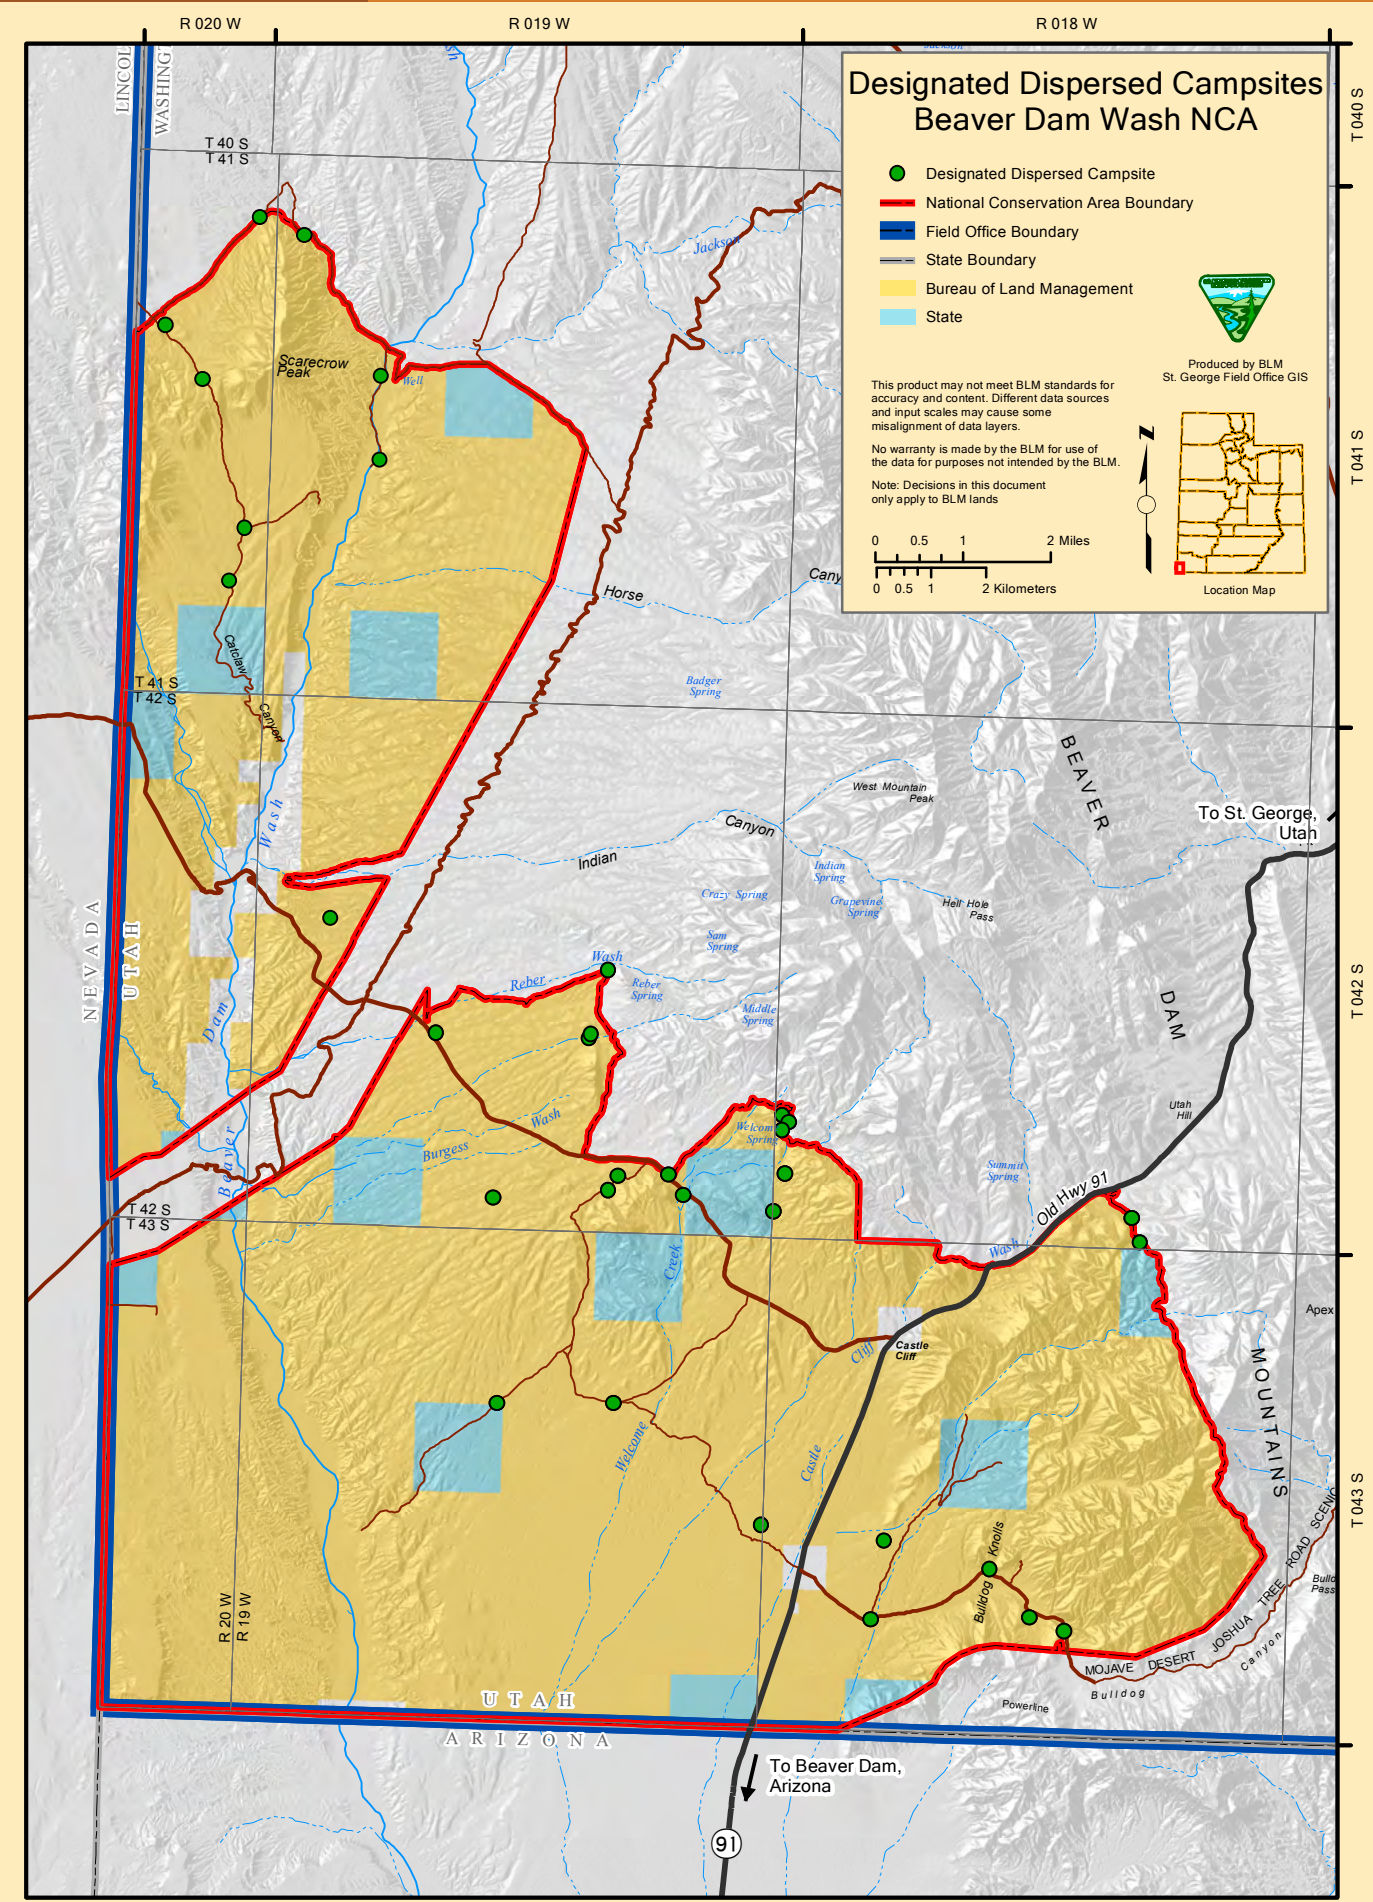 R 020 W
R 019 W
R 018 W
T 040 S
T 041 S
T 042 S
T 043 S
Designated Dispersed Campsites
Beaver Dam Wash NCA
Designated Dispersed Campsite
National Conservation Area Boundary
Field Office Boundary
State Boundary
Bureau of Land Management
State
Produced by BLM
St. George Field Office GIS
This product may not meet BLM standards for
accuracy and content. Different data sources
and input scales may cause some
misalignment of data layers.
No warranty is made by the BLM for use of
the data for purposes not intended by the BLM.
Note: Decisions in this document
only apply to BLM lands
0 0.5 1 2 Miles
0 0.5 1 2 Kilometers
N
Location Map
LINCOL
WASHINGT
T 40 S
T 41 S
Jackson
Scarecrow
Peak
Well
Horse
Cany
Catclaw
Canyon
T 41 S
T 42 S
Badger
Spring
BEAVER
West Mountain
Peak
To St. George,
Utah
Wash
Canyon
Indian
Indian
Spring
Crazy Spring
Grapevine
Spring
Hell Hole
Pass
NEVADA
UTAH
Sam
Spring
Wash
Reber
Reber
Spring
Middle
Spring
DAM
Dam
Utah
Hill
Wash
Burgess
Welcome
Spring
Beaver
Summit
Spring
Old Hwy 91
T 42 S
T 43 S
Wash
Creek
Apex
Cliff
Castle
Cliff
MOUNTAINS
Welcome
Castle
Knolls
Bulldog
R 20 W
R 19 W
MOJAVE DESERT JOSHUA TREE ROAD SCENIC
Bulld
Pass
Canyon
Bulldog
Powerline
UTAH
ARIZONA
To Beaver Dam,
Arizona
91